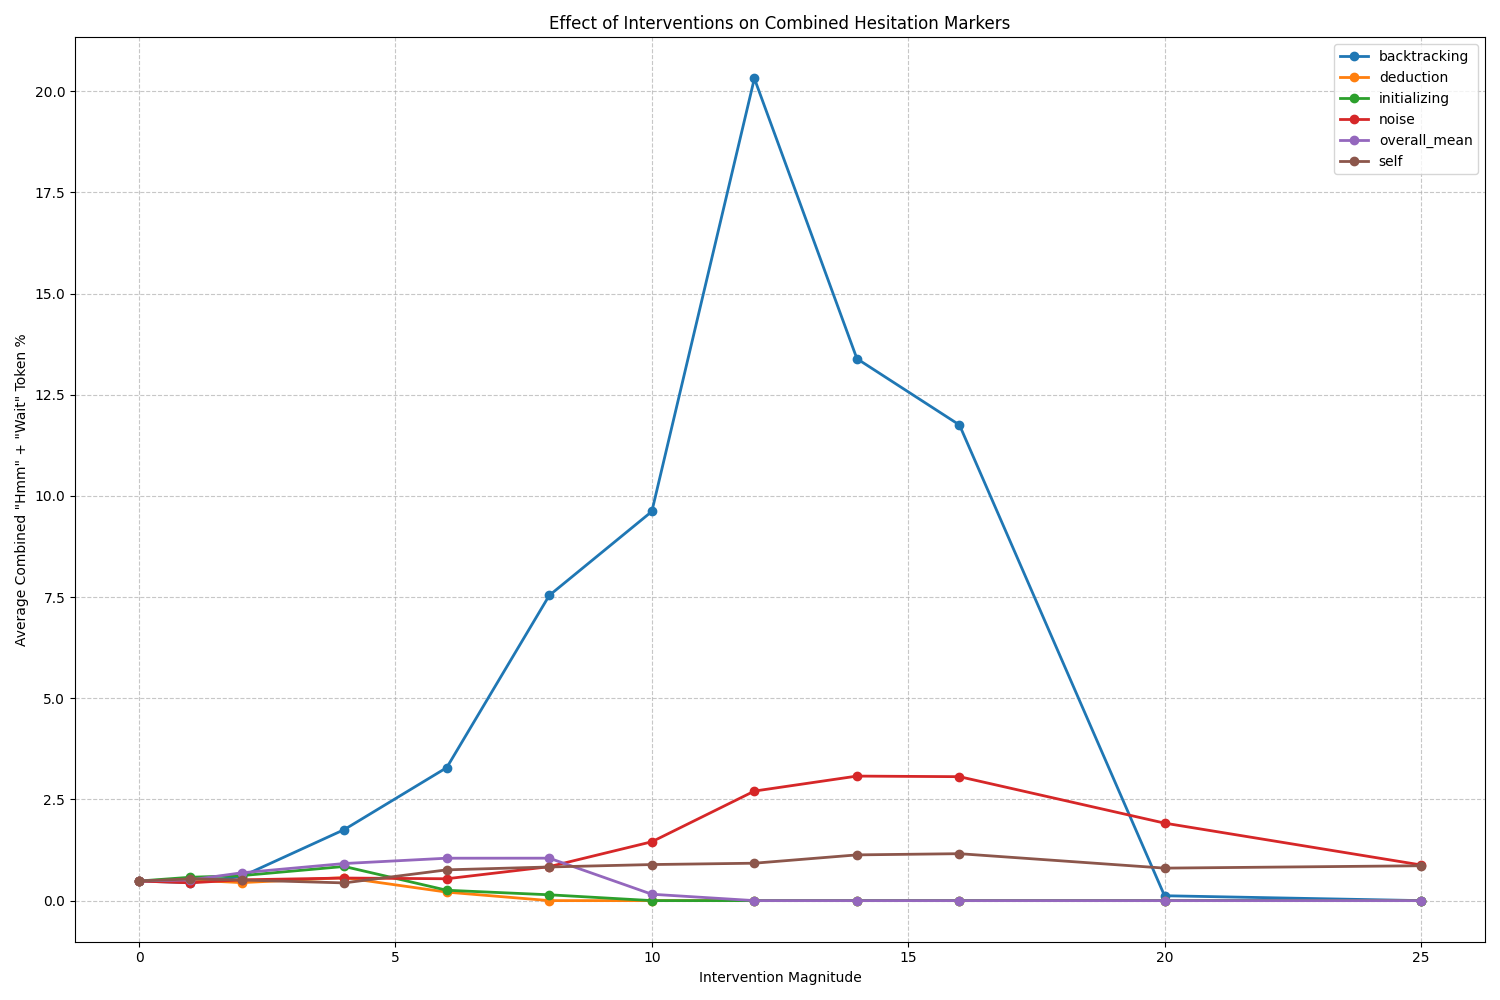 Effect of Interventions on Combined Hesitation Markers
backtracking
deduction
initializing
noise
overall_mean
self
20.0
17.5
15.0
12.5
10.0
7.5
5.0
2.5
0.0
Average Combined "Hmm" + "Wait" Token %
0
5
10
15
20
25
Intervention Magnitude